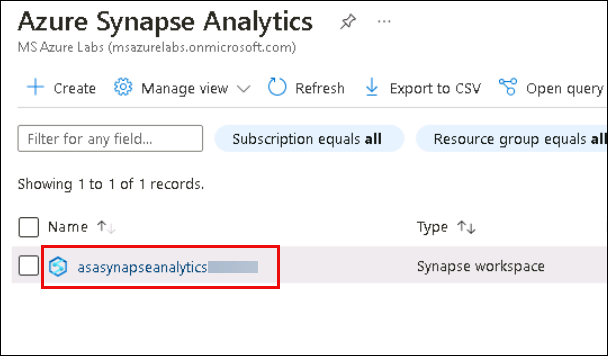 Azure Synapse Analytics
MS Azure Labs (msazurelabs.onmicrosoft.com)
Create Manage view Refresh Export to CSV Open query
Filter for any field... Subscription equals all Resource group equals all
Showing 1 to 1 of 1 records.
Name Type
asasynapseanalytics Synapse workspace